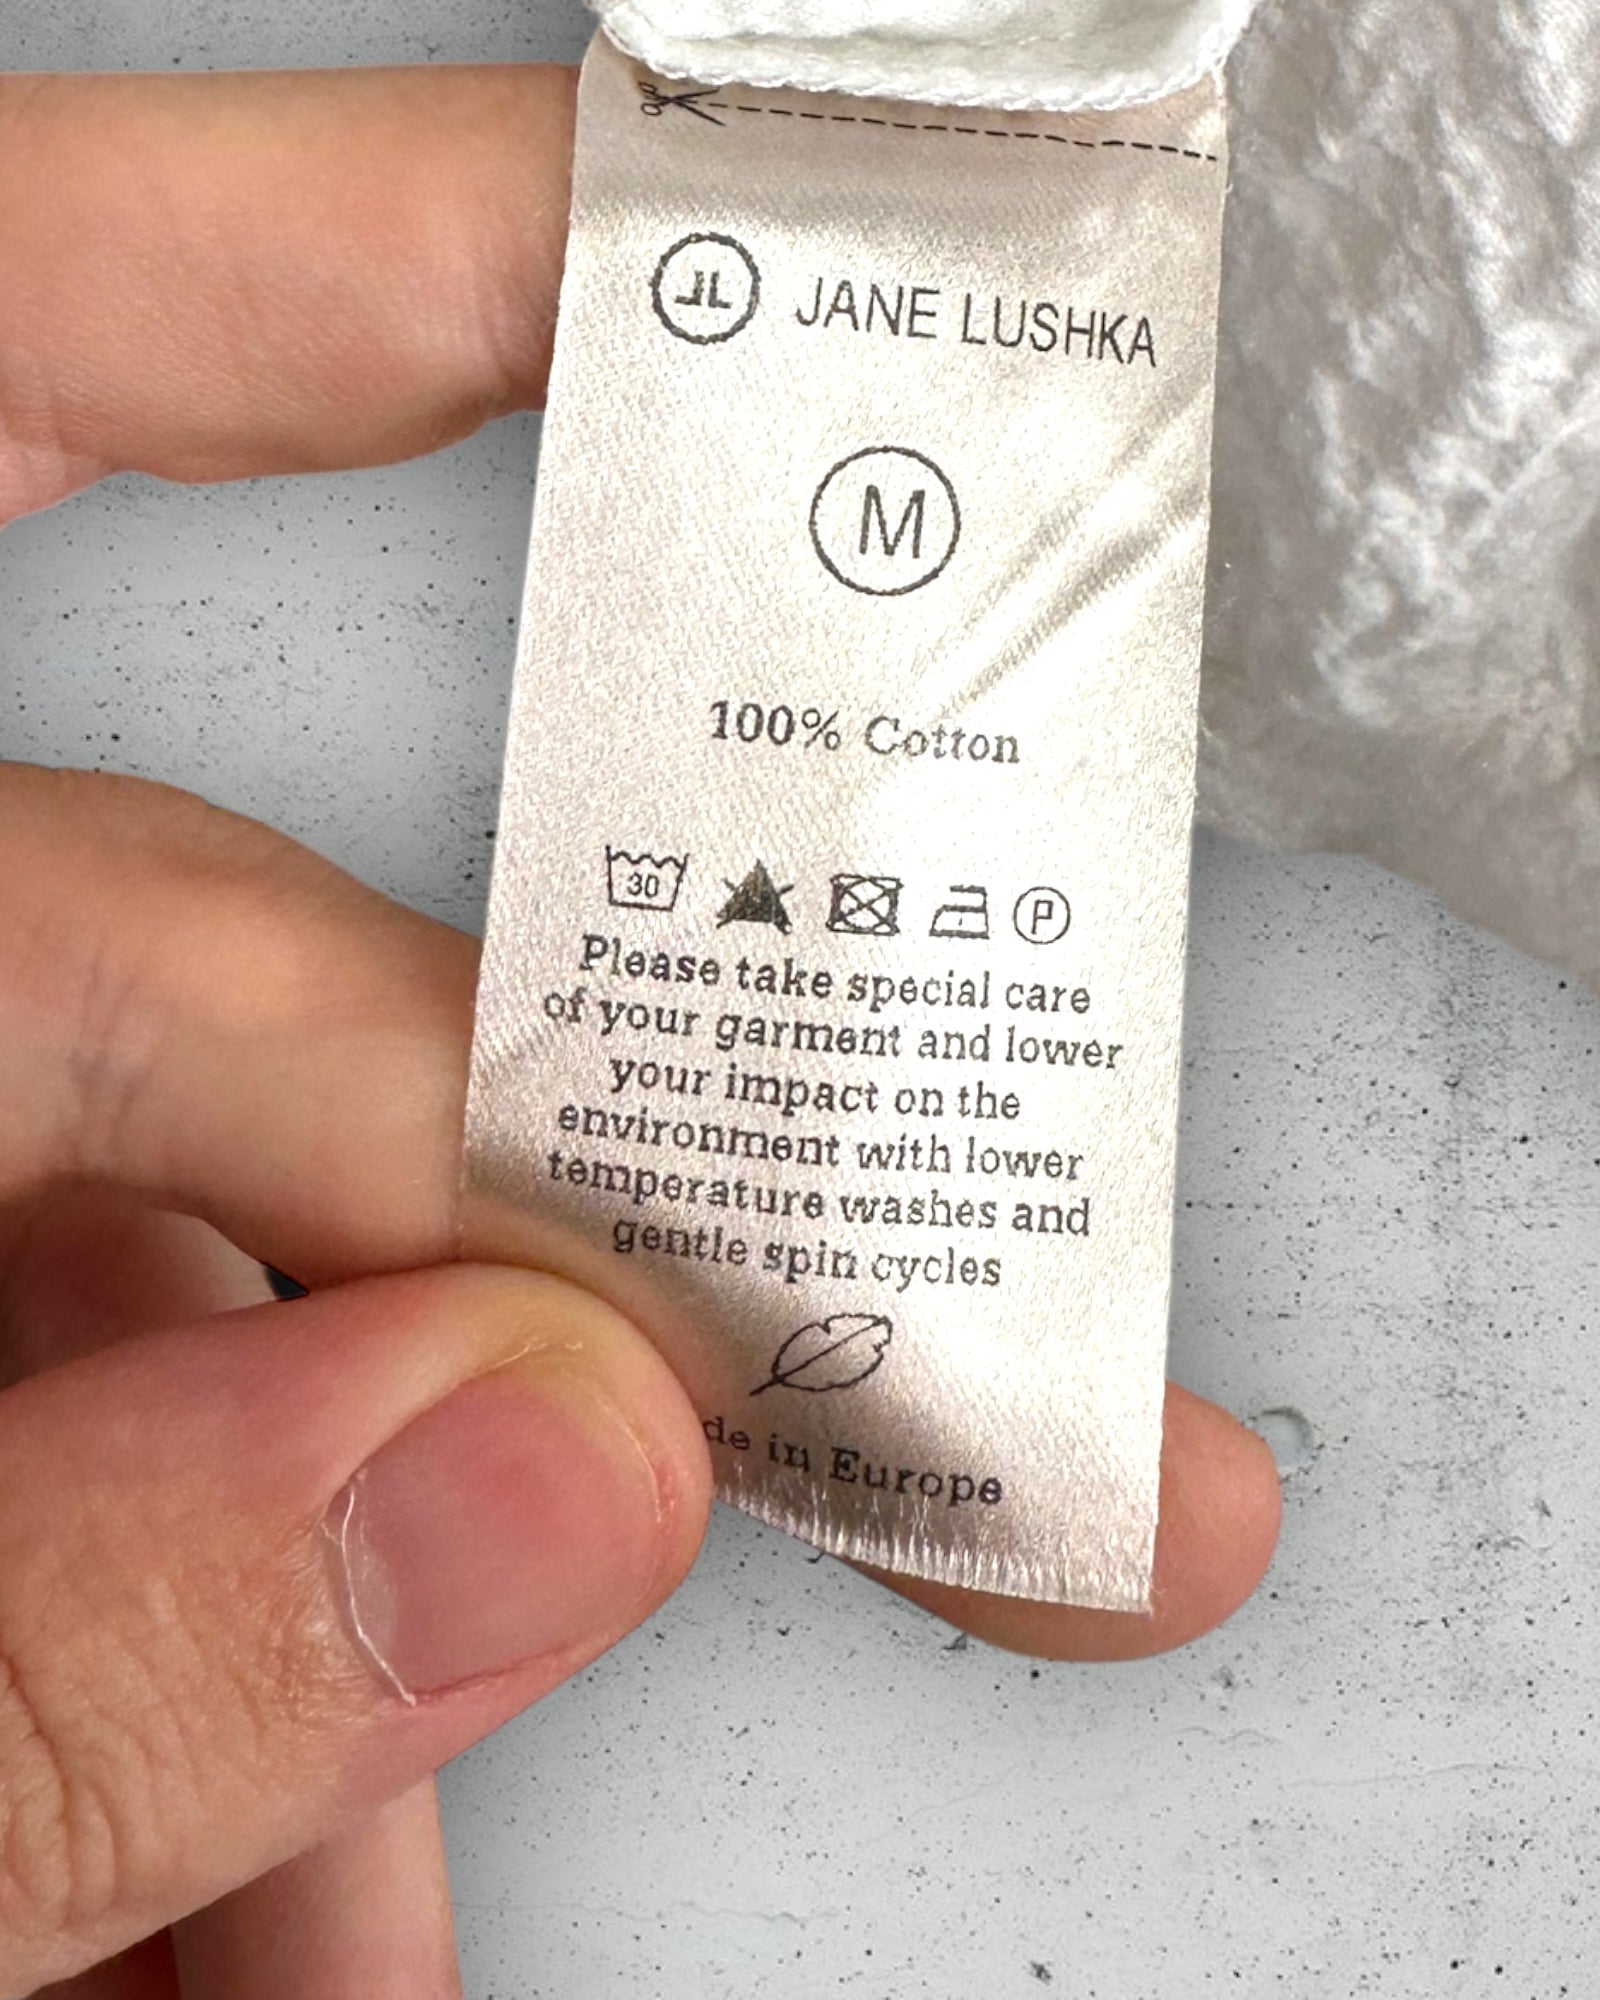 JL JANE LUSHKA
M
100% Cotton
30 P
Please take special care
of your garment and lower
your impact on the
environment with lower
temperature washes and
gentle spin cycles
de in Europe